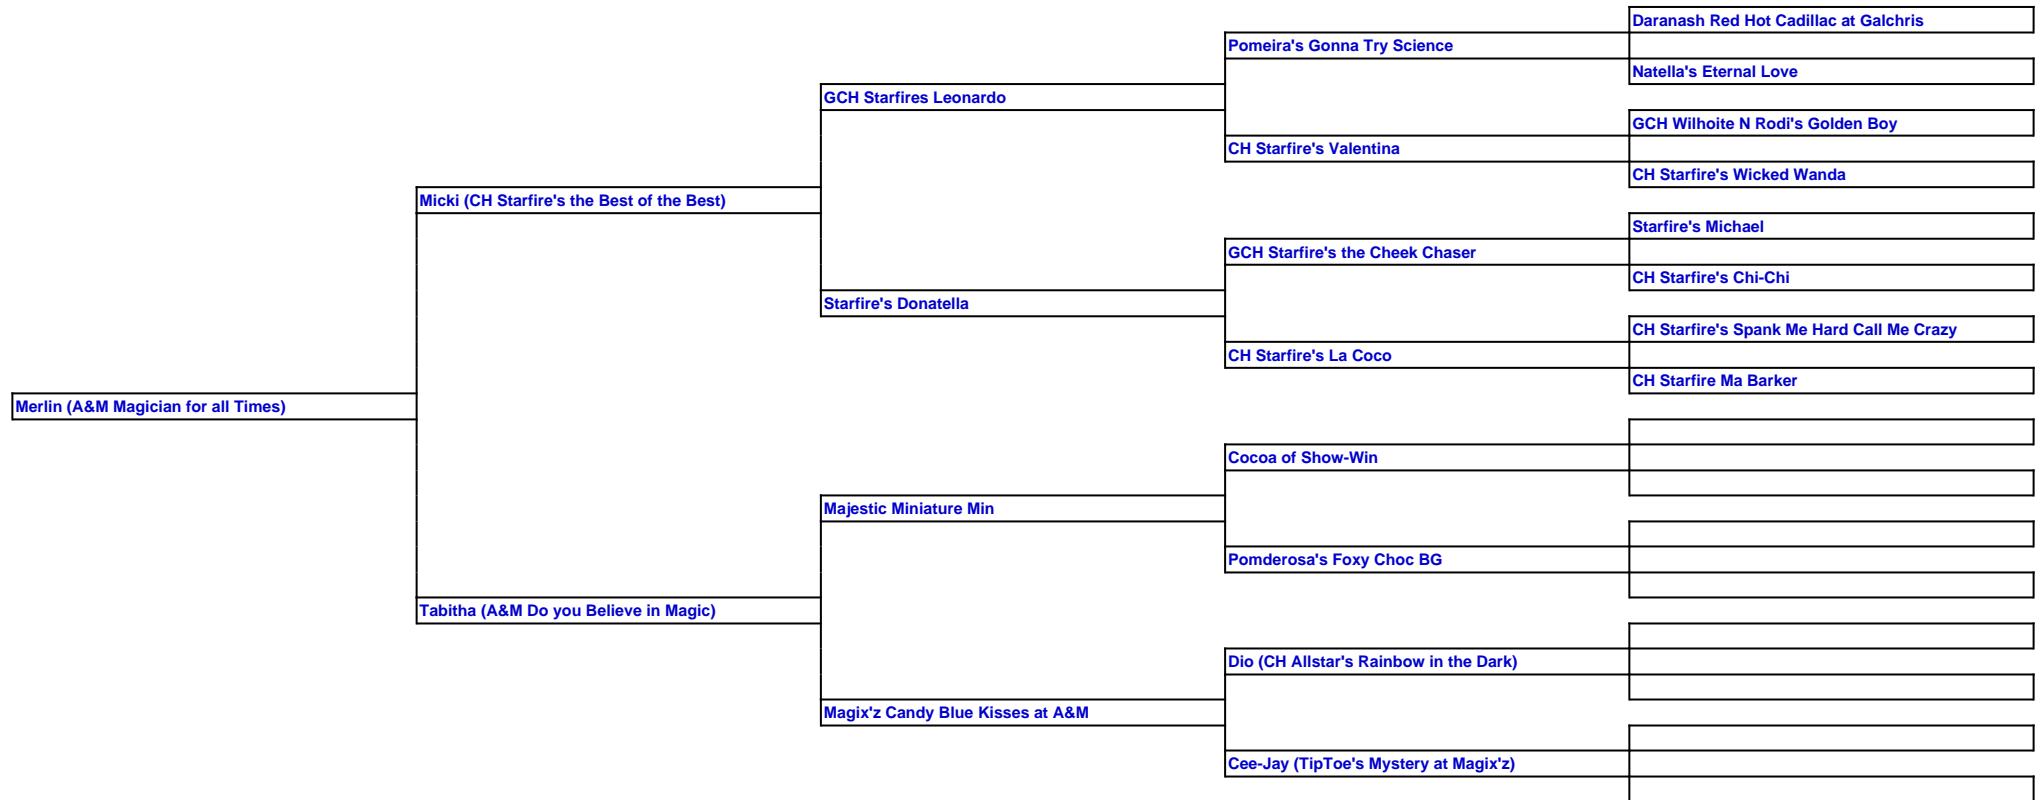 Daranash Red Hot Cadillac at Galchris
Pomeira's Gonna Try Science
Natella's Eternal Love
GCH Starfires Leonardo
GCH Wilhoite N Rodi's Golden Boy
CH Starfire's Valentina
CH Starfire's Wicked Wanda
Micki (CH Starfire's the Best of the Best)
Starfire's Michael
GCH Starfire's the Cheek Chaser
CH Starfire's Chi-Chi
Starfire's Donatella
CH Starfire's Spank Me Hard Call Me Crazy
CH Starfire's La Coco
CH Starfire Ma Barker
Merlin (A&M Magician for all Times)
Cocoa of Show-Win
Majestic Miniature Min
Pomderosa's Foxy Choc BG
Tabitha (A&M Do you Believe in Magic)
Dio (CH Allstar's Rainbow in the Dark)
Magix'z Candy Blue Kisses at A&M
Cee-Jay (TipToe's Mystery at Magix'z)